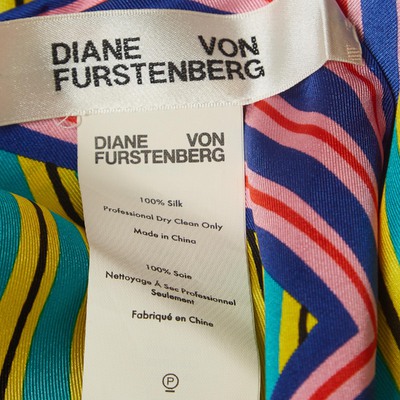 DIANE VON
FURSTENBERG
DIANE VON
FURSTENBERG
100% Silk
Professional Dry Clean Only
Made in China
100% Soie
Nettoyage À Sec Professionnel
Seulement
Fabriqué en Chine
P